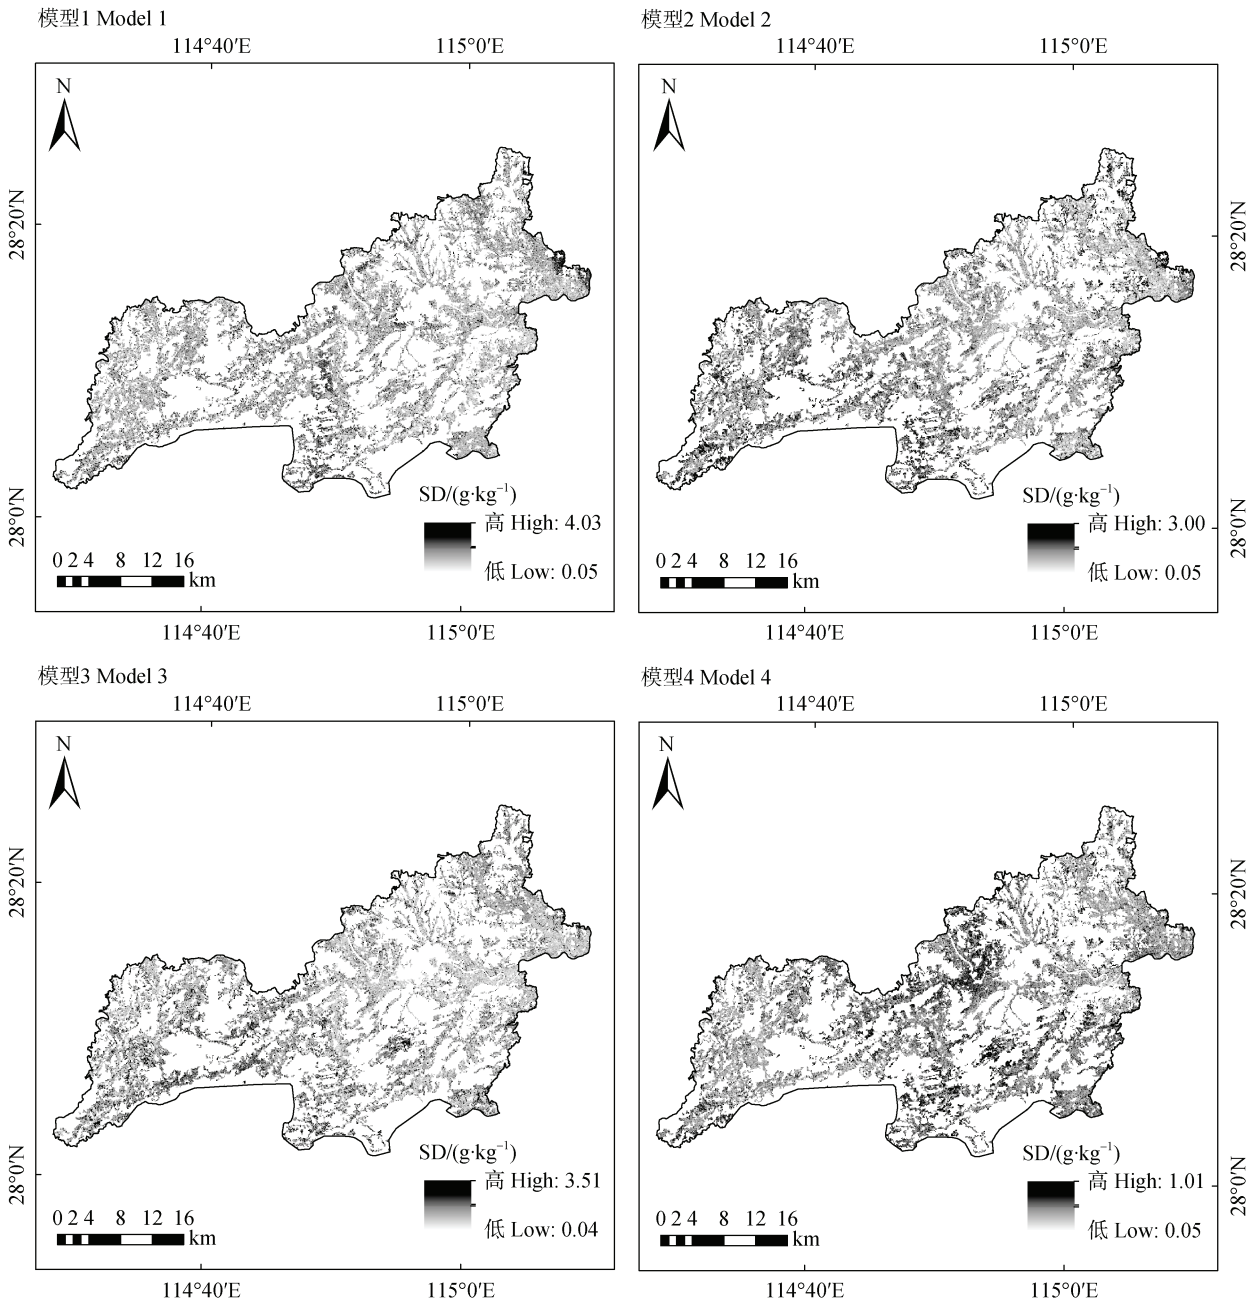 模型1 Model 1
114°40′E 115°0′E
N
28°20′N
28°0′N
SD/(g·kg⁻¹)
高 High: 4.03
低 Low: 0.05
0 2 4 8 12 16
km
114°40′E 115°0′E
模型2 Model 2
114°40′E 115°0′E
N
28°20′N
28°0′N
SD/(g·kg⁻¹)
高 High: 3.00
低 Low: 0.05
0 2 4 8 12 16
km
114°40′E 115°0′E
模型3 Model 3
114°40′E 115°0′E
N
28°20′N
28°0′N
SD/(g·kg⁻¹)
高 High: 3.51
低 Low: 0.04
0 2 4 8 12 16
km
114°40′E 115°0′E
模型4 Model 4
114°40′E 115°0′E
N
28°20′N
28°0′N
SD/(g·kg⁻¹)
高 High: 1.01
低 Low: 0.05
0 2 4 8 12 16
km
114°40′E 115°0′E